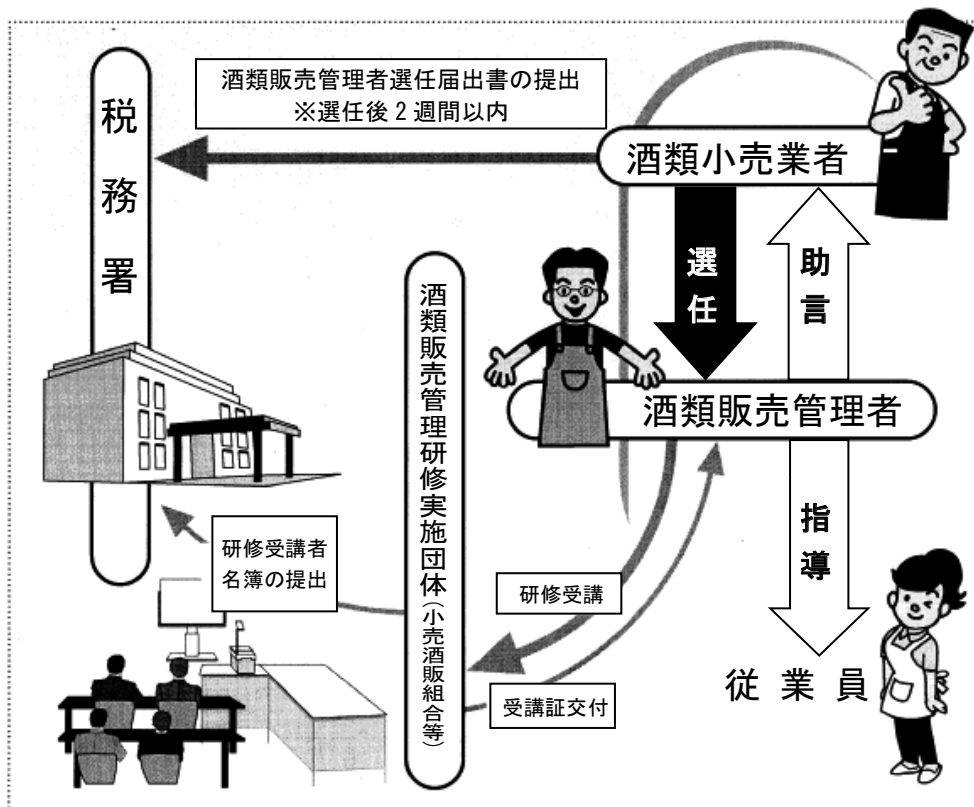 酒類販売管理者選任届出書の提出
※選任後2週間以内
税務署
酒類小売業者
選任
助言
酒類販売管理者
酒類販売管理研修実施団体(小売酒販組合等)
指導
研修受講者
名簿の提出
研修受講
受講証交付
従業員